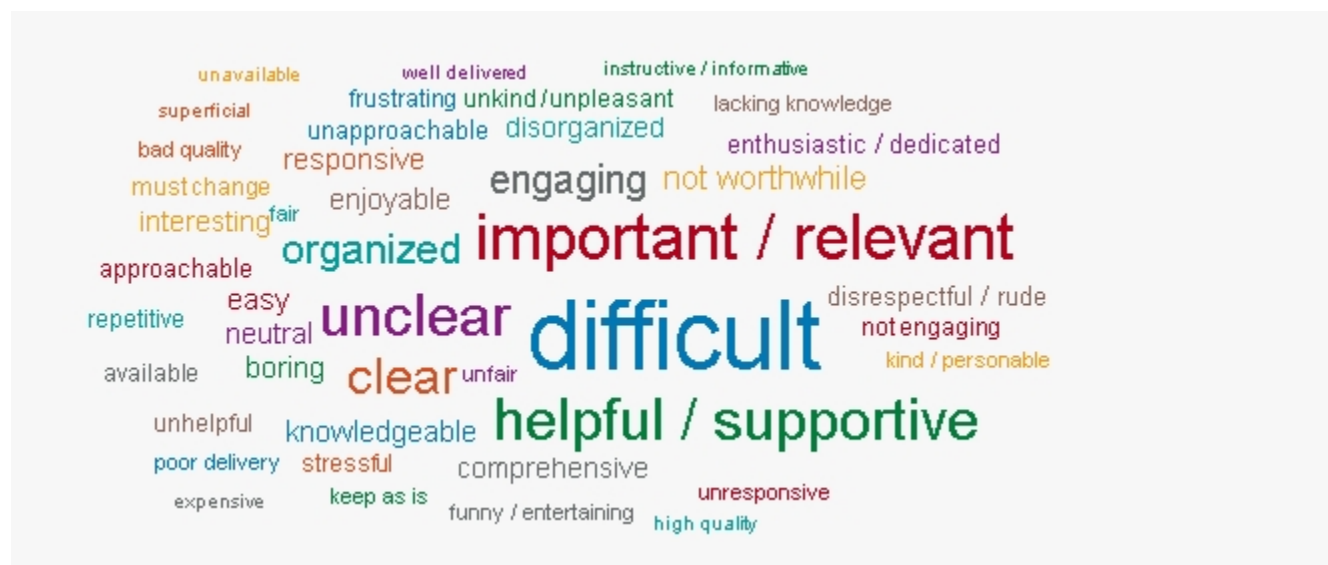 unavailable
well delivered
instructive / informative
superficial
frustrating
unkind / unpleasant
lacking knowledge
unapproachable
disorganized
bad quality
responsive
enthusiastic / dedicated
must change
enjoyable
engaging
not worthwhile
interesting
fair
organized
important / relevant
approachable
easy
disrespectful / rude
repetitive
neutral
unclear
difficult
not engaging
available
boring
clear
unfair
kind / personable
unhelpful
knowledgeable
helpful / supportive
poor delivery
stressful
comprehensive
expensive
keep as is
funny / entertaining
unresponsive
high quality